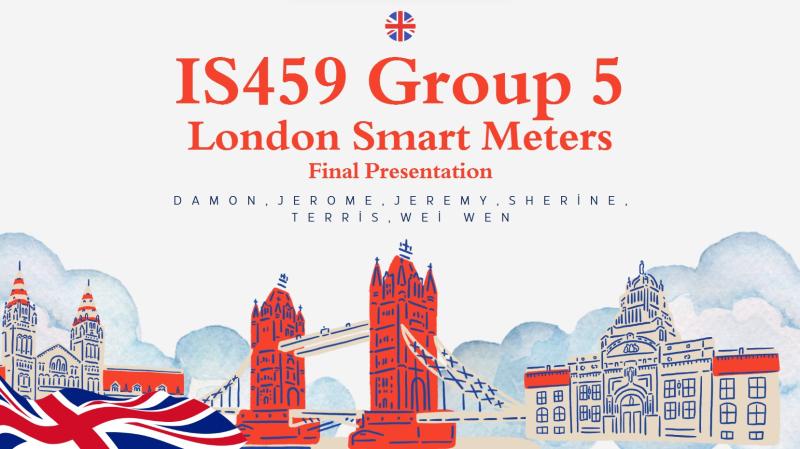 IS459 Group 5
London Smart Meters
Final Presentation
DAMON,JEROME,JEREMY,SHERİNE,
TERRİS,WEİ WEN